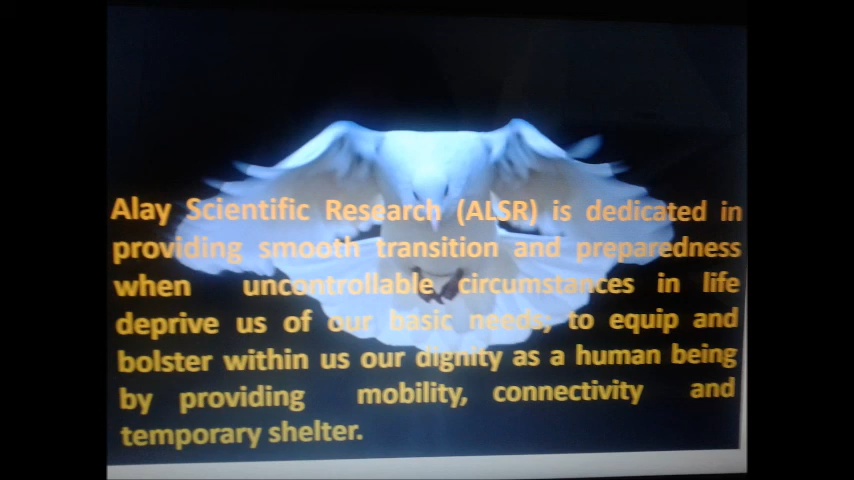 Alay Scientific Research (ALSR) is dedicated in
providing smooth transition and preparedness
when uncontrollable circumstances in life
deprive us of our basic needs; to equip and
bolster within us our dignity as a human being
by providing mobility, connectivity and
temporary shelter.